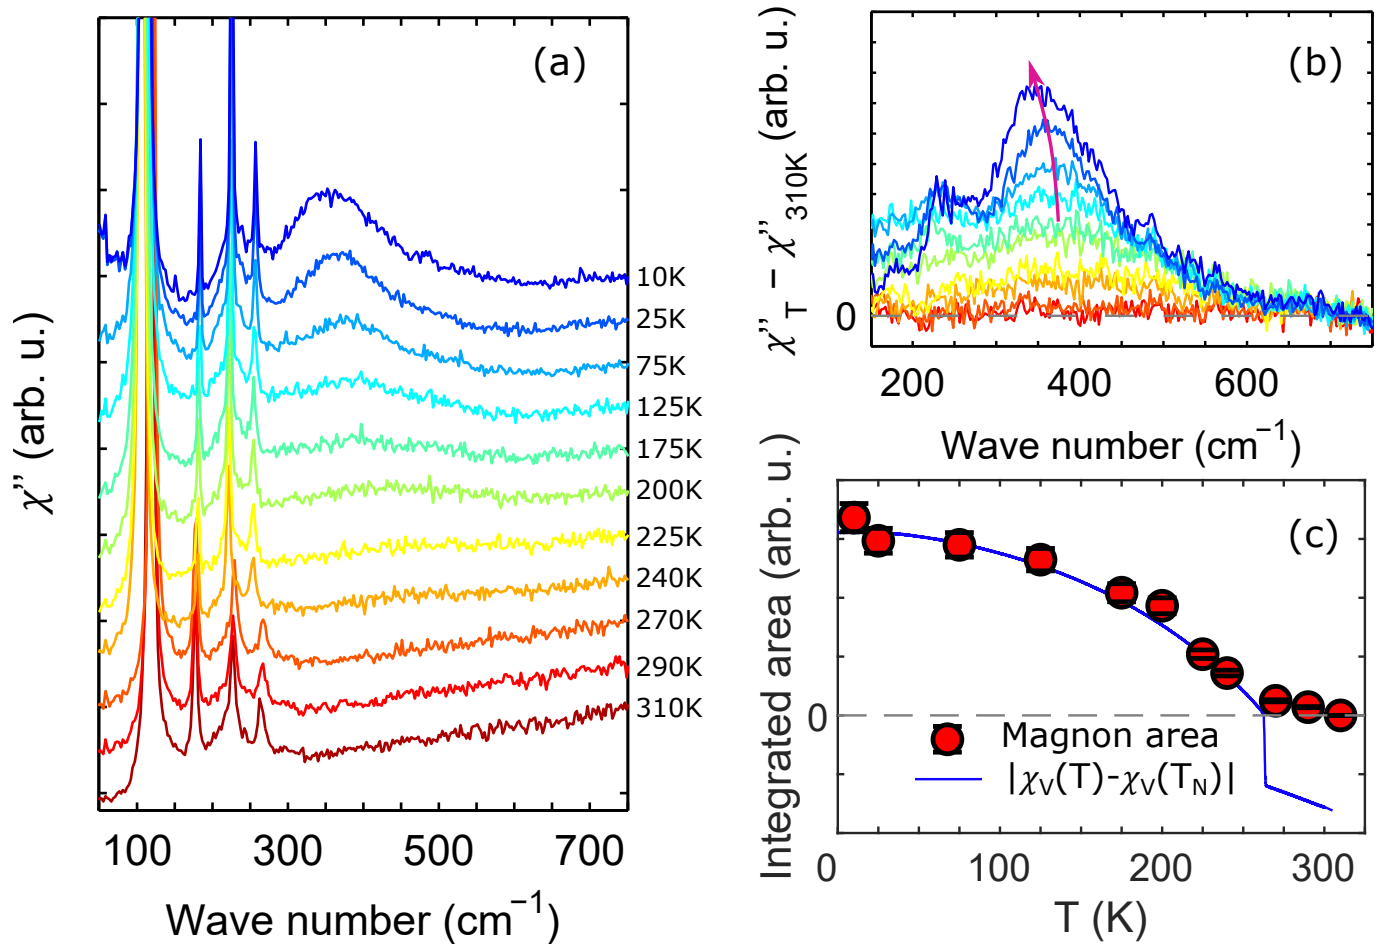 (a)
10K
25K
75K
125K
175K
200K
225K
240K
270K
290K
310K
χ’’ (arb. u.)
100 300 500 700
Wave number (cm⁻¹)
(b)
χ’’T − χ’’310K (arb. u.)
0
200 400 600
Wave number (cm⁻¹)
(c)
Integrated area (arb. u.)
0
Magnon area
|χV(T)-χV(TN)|
0 100 200 300
T (K)